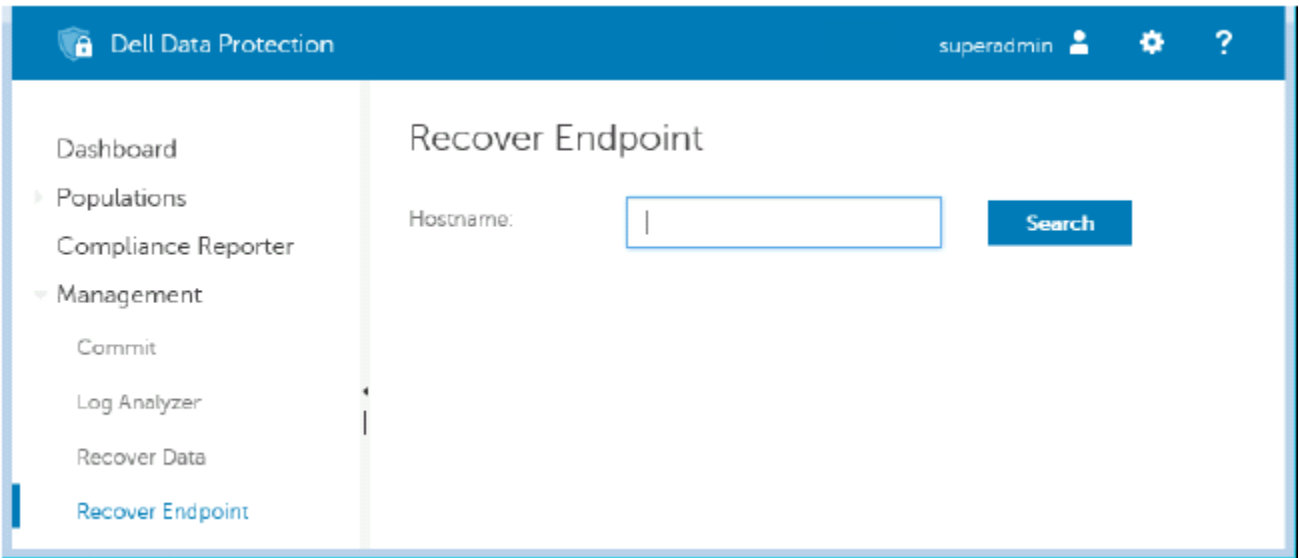 Dell Data Protection
superadmin
?
Dashboard
Populations
Compliance Reporter
Management
Commit
Log Analyzer
Recover Data
Recover Endpoint
Recover Endpoint
Hostname:
Search